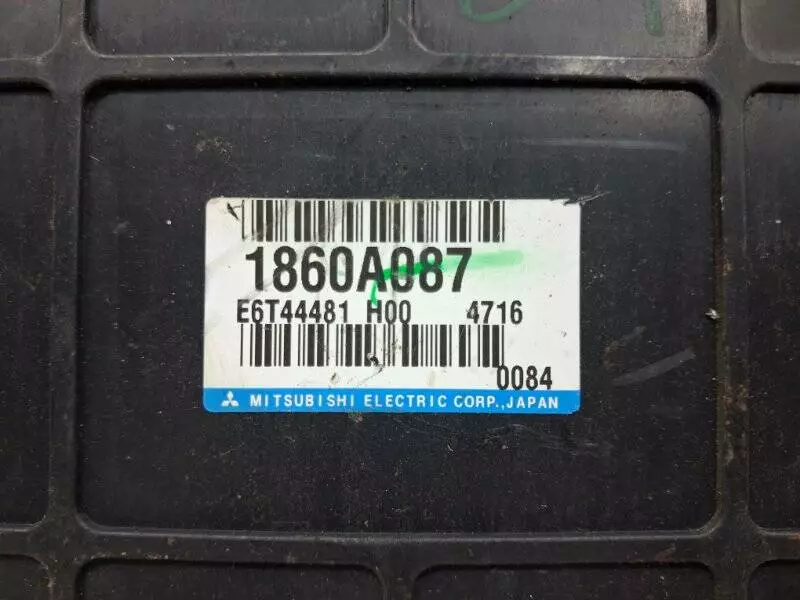 1860A087
E6T44481 H00 4716
0084
MITSUBISHI ELECTRIC CORP., JAPAN